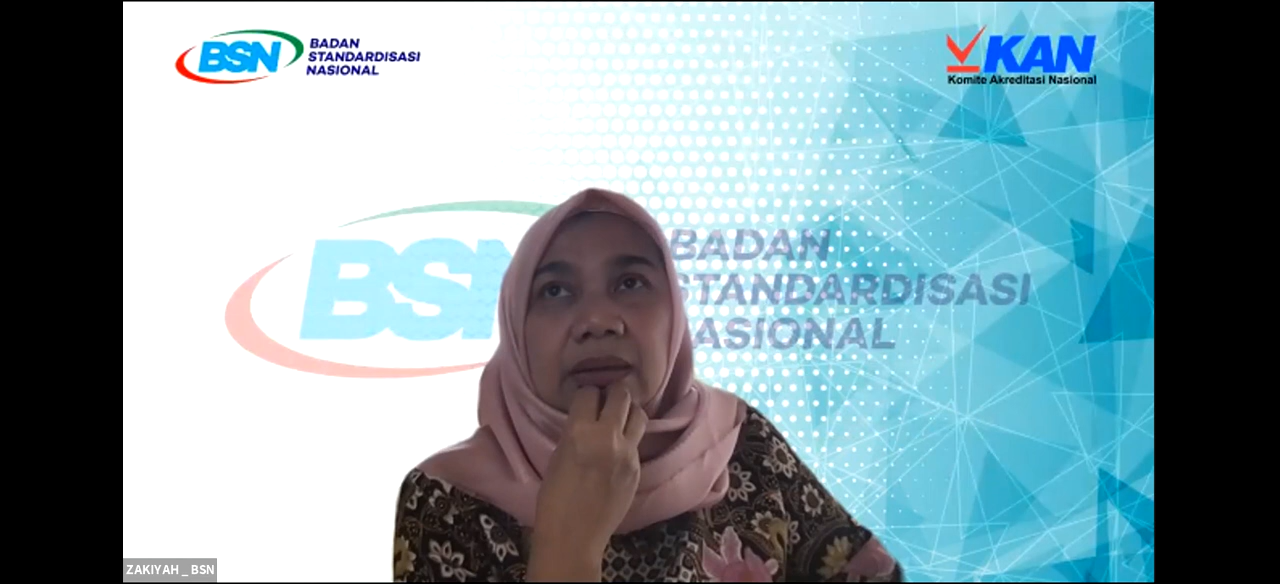 BSN
BADAN
STANDARDISASI
NASIONAL
KAN
Komite Akreditasi Nasional
BSN
BADAN
STANDARDISASI
NASIONAL
ZAKIYAH _ BSN